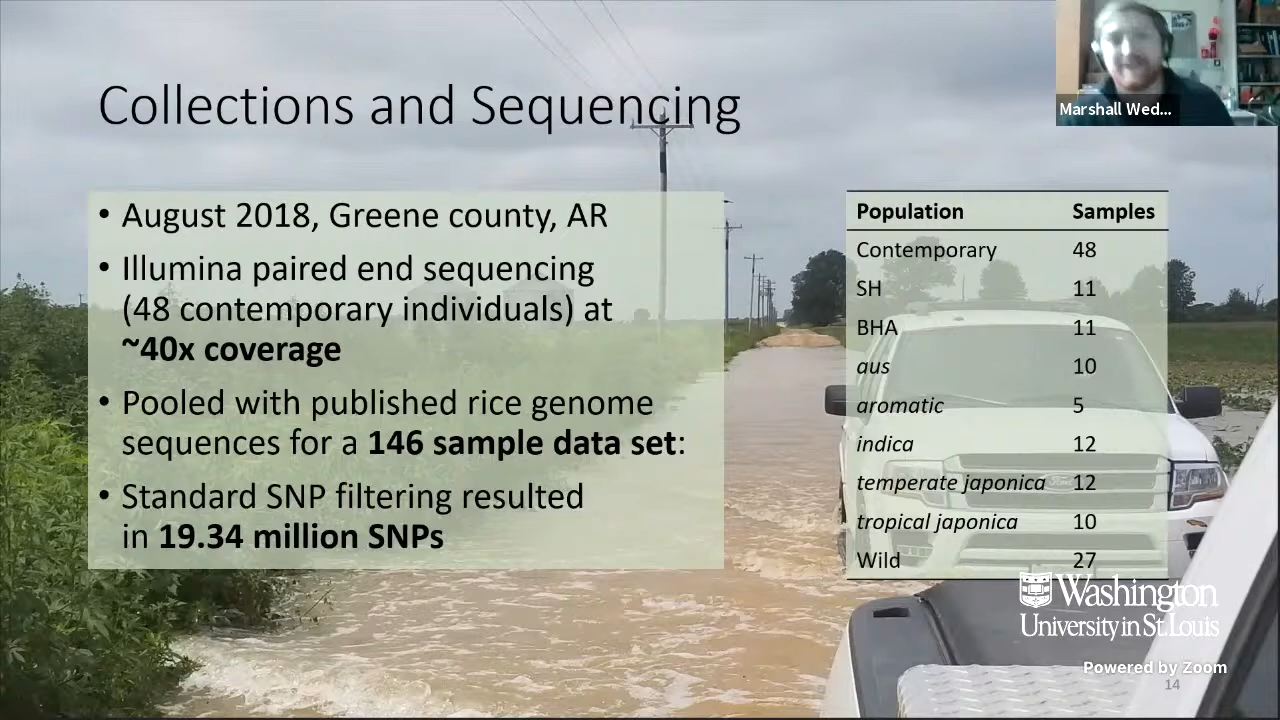 Collections and Sequencing
Marshall Wed...
• August 2018, Greene county, AR
• Illumina paired end sequencing
(48 contemporary individuals) at
~40x coverage
• Pooled with published rice genome
sequences for a 146 sample data set:
• Standard SNP filtering resulted
in 19.34 million SNPs
Population Samples
Contemporary 48
SH 11
BHA 11
aus 10
aromatic 5
indica 12
temperate japonica 12
tropical japonica 10
Wild 27
Washington
University in St. Louis
Powered by Zoom
14